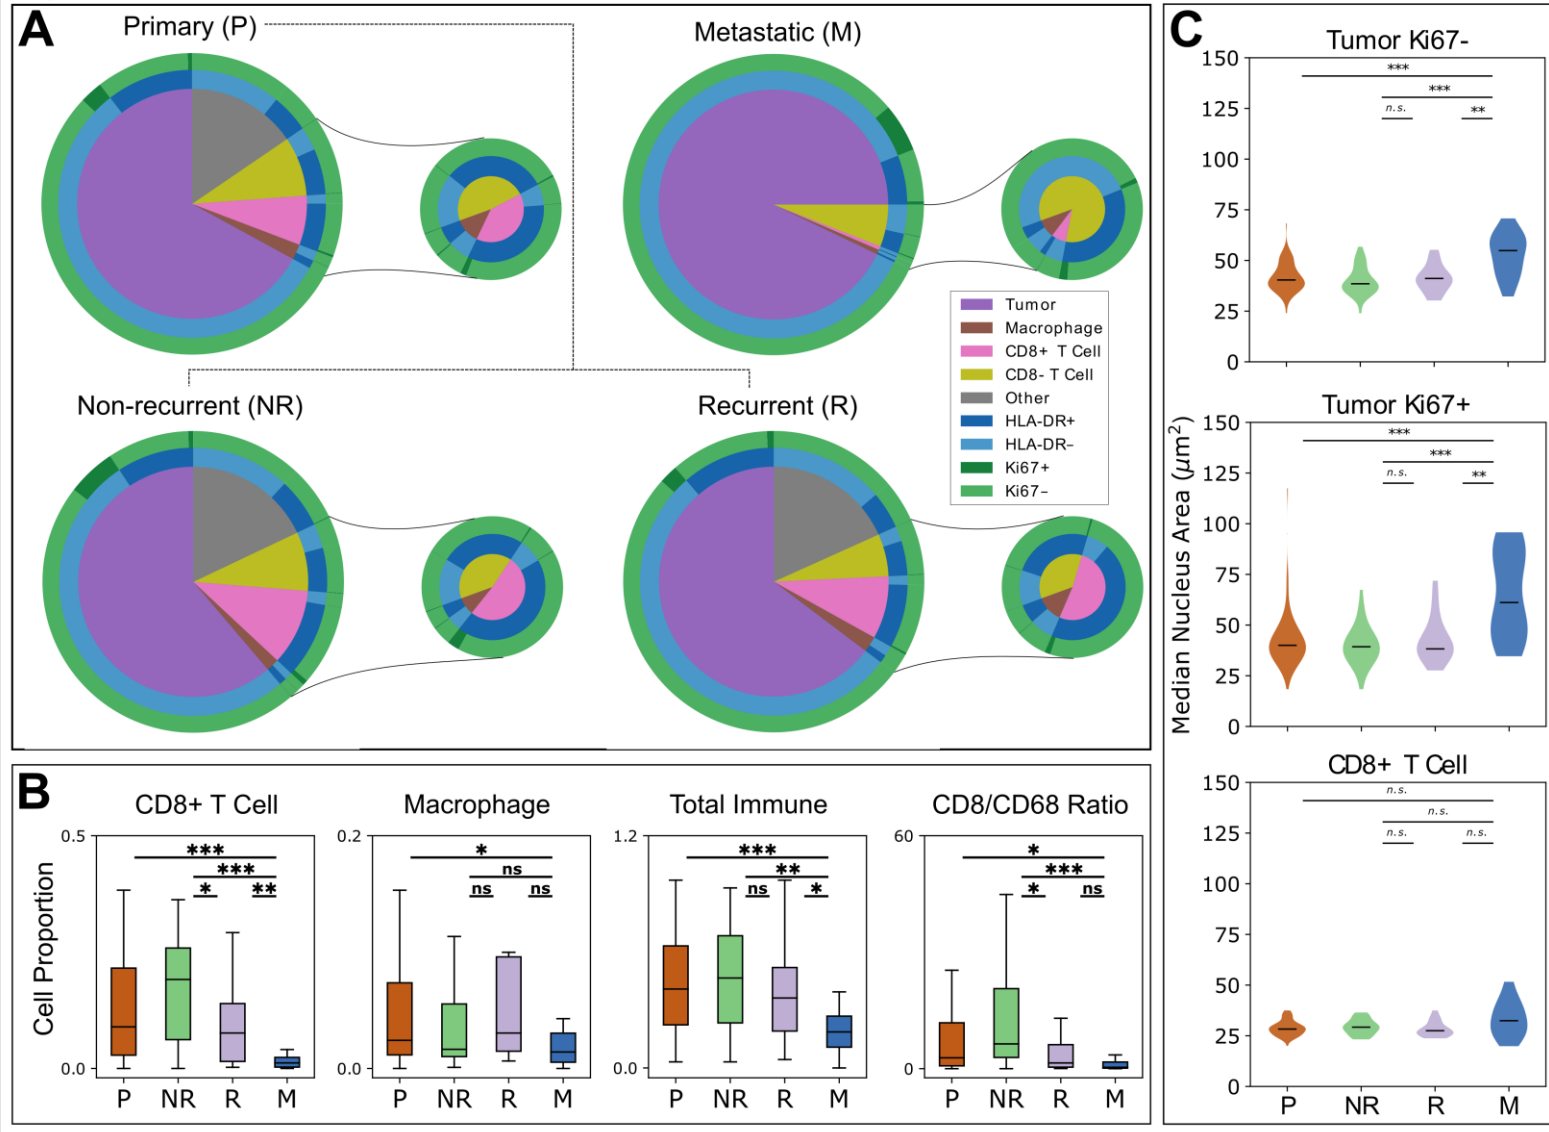 A
Primary (P)
Metastatic (M)
Non-recurrent (NR)
Recurrent (R)
Tumor
Macrophage
CD8+ T Cell
CD8- T Cell
Other
HLA-DR+
HLA-DR−
Ki67+
Ki67−
B
Cell Proportion
CD8+ T Cell
0.5
0.0
***
***
* **
P NR R M
Macrophage
0.2
0.0
*
ns
ns ns
P NR R M
Total Immune
1.2
0.0
***
**
ns *
P NR R M
CD8/CD68 Ratio
60
0
*
***
* ns
P NR R M
C
Median Nucleus Area (μm²)
Tumor Ki67-
150
125
100
75
50
25
0
***
***
n.s. **
Tumor Ki67+
150
125
100
75
50
25
0
***
***
n.s. **
CD8+ T Cell
150
125
100
75
50
25
0
n.s.
n.s.
n.s. n.s.
P NR R M